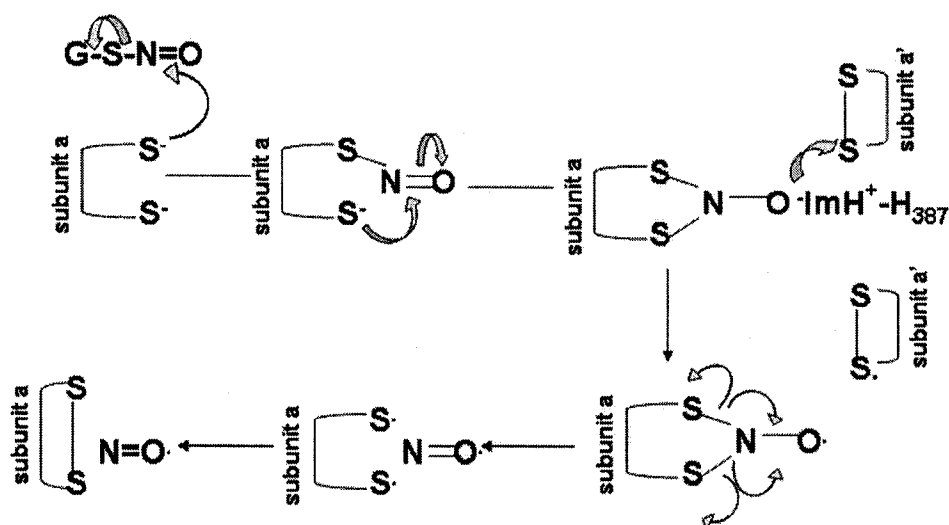 G-S-N=O
subunit a
S-
S-
subunit a
S
N=O
S-
subunit a
S
S
N-O-ImH+-H387
S
S
subunit a'
S
S.
subunit a'
subunit a
S
S
N-O.
subunit a
S.
S.
N=O.
subunit a
S
S
N=O.